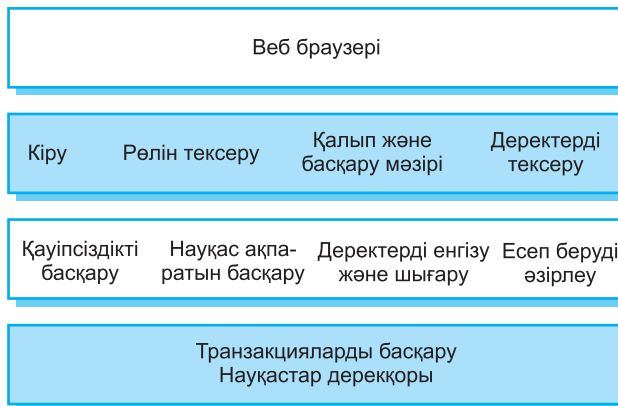 Веб браузері
Кіру
Рөлін тексеру
Қалып және
басқару мәзірі
Деректерді
тексеру
Қауіпсіздікті
басқару
Науқас ақпа-
ратын басқару
Деректерді енгізу
және шығару
Есеп беруді
әзірлеу
Транзакцияларды басқару
Науқастар дерекқоры